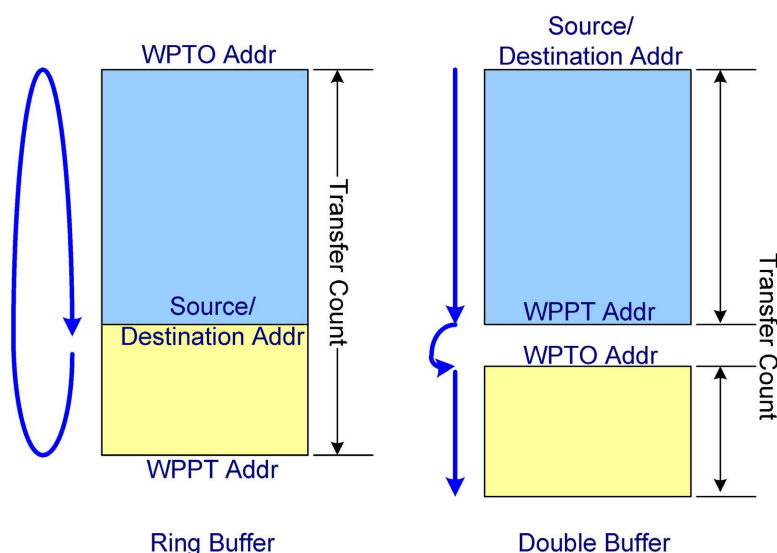 WPTO Addr
Transfer Count
Source/
Destination Addr
WPPT Addr
Ring Buffer
Source/
Destination Addr
WPPT Addr
WPTO Addr
Transfer Count
Double Buffer